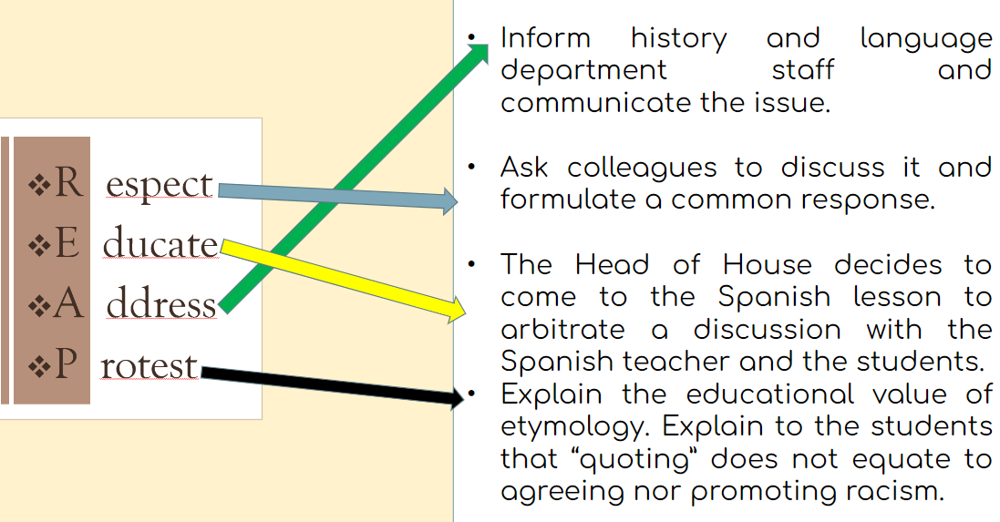 ❖R espect
❖E ducate
❖A ddress
❖P rotest
• Inform history and language
department staff and
communicate the issue.
• Ask colleagues to discuss it and
formulate a common response.
• The Head of House decides to
come to the Spanish lesson to
arbitrate a discussion with the
Spanish teacher and the students.
• Explain the educational value of
etymology. Explain to the students
that “quoting” does not equate to
agreeing nor promoting racism.